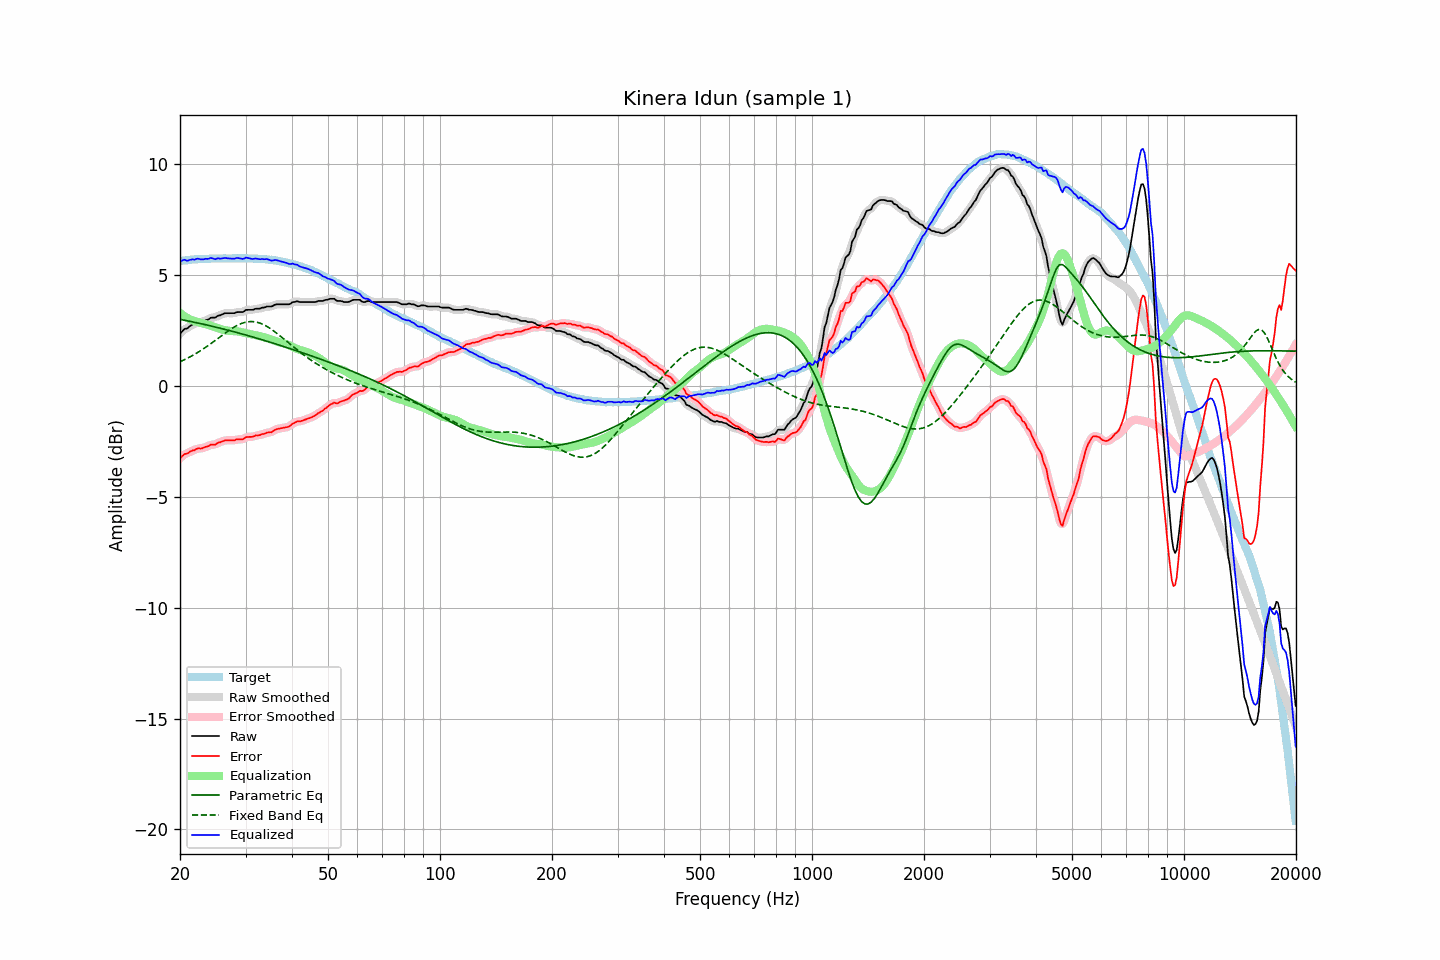 Kinera Idun (sample 1)
10
5
0
−5
−10
−15
−20
Amplitude (dBr)
Target
Raw Smoothed
Error Smoothed
Raw
Error
Equalization
Parametric Eq
Fixed Band Eq
Equalized
20 50 100 200 500 1000 2000 5000 10000 20000
Frequency (Hz)